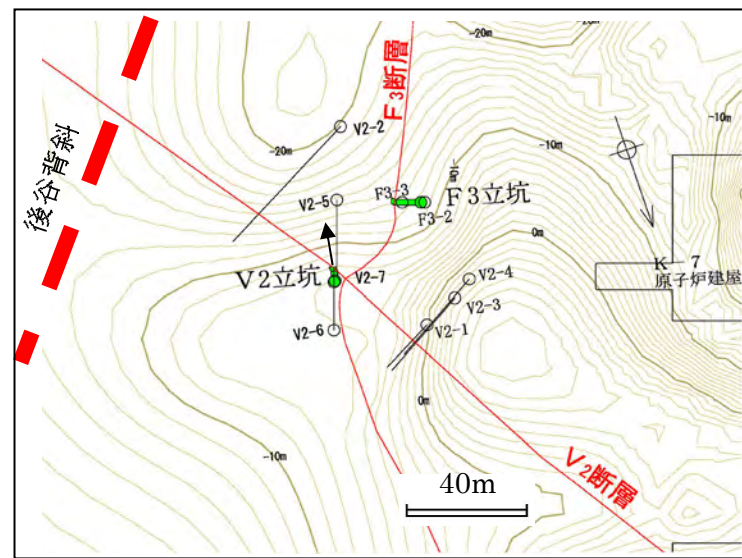 -20m
-20m
F3断層
後谷背斜
V2-2
-20m
-10m
-10m
F3-3
F3-2
F3立坑
V2-5
0m
V2立坑
V2-7
V2-4
V2-3
V2-1
V2-6
K 7
原子炉建屋
0m
-10m
40m
V2断層